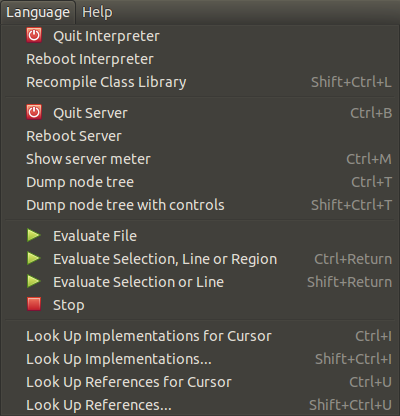 Language Help
Quit Interpreter
Reboot Interpreter
Recompile Class Library Shift+Ctrl+L
Quit Server Ctrl+B
Reboot Server
Show server meter Ctrl+M
Dump node tree Ctrl+T
Dump node tree with controls Shift+Ctrl+T
Evaluate File
Evaluate Selection, Line or Region Ctrl+Return
Evaluate Selection or Line Shift+Return
Stop
Look Up Implementations for Cursor Ctrl+I
Look Up Implementations... Shift+Ctrl+I
Look Up References for Cursor Ctrl+U
Look Up References... Shift+Ctrl+U